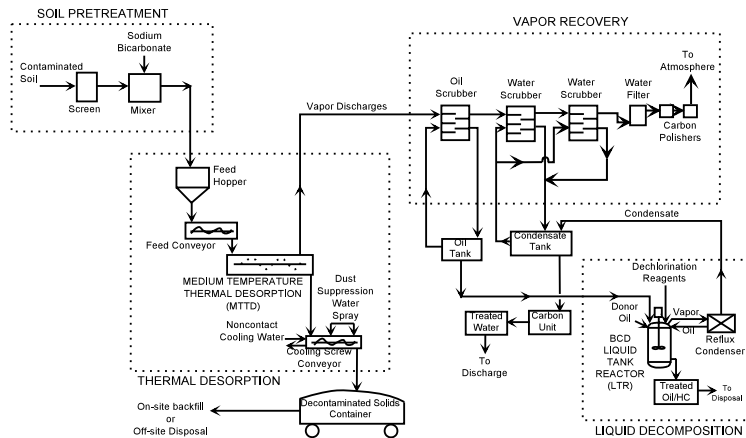 SOIL PRETREATMENT
Sodium
Bicarbonate
Contaminated
Soil
Screen
Mixer
VAPOR RECOVERY
To
Atmosphere
Oil
Scrubber
Water
Scrubber
Water
Scrubber
Water
Filter
Carbon
Polishers
Vapor Discharges
Feed
Hopper
Feed Conveyor
MEDIUM TEMPERATURE
THERMAL DESORPTION
(MTTD)
Dust
Suppression
Water
Spray
Noncontact
Cooling Water
Cooling Screw
Conveyor
THERMAL DESORPTION
Decontaminated Solids
Container
On-site backfill
or
Off-site Disposal
Oil
Tank
Condensate
Tank
Condensate
Treated
Water
Carbon
Unit
To
Discharge
Dechlorination
Reagents
Donor
Oil
Vapor
Oil
Reflux
Condenser
BCD
LIQUID
TANK
REACTOR
(LTR)
Treated
Oil/HC
To
Disposal
LIQUID DECOMPOSITION